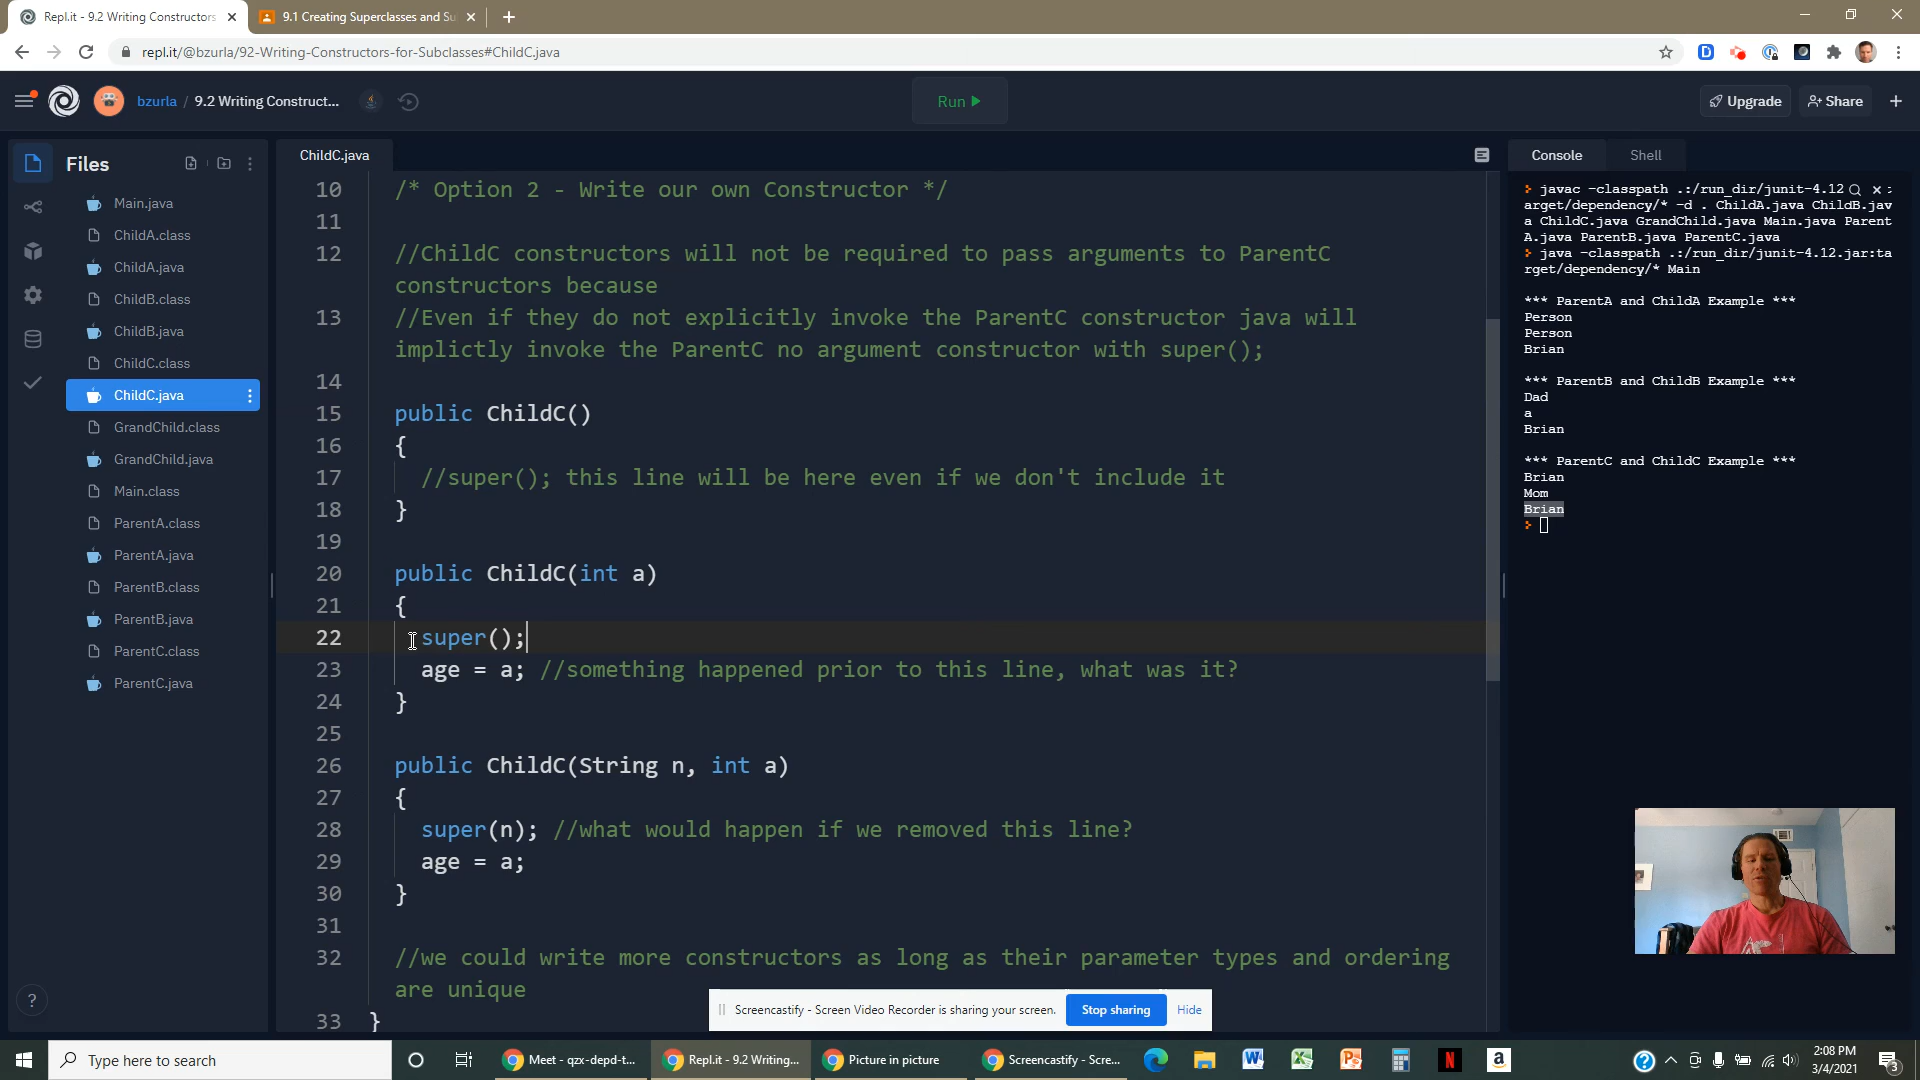 Repl.it - 9.2 Writing Constructors
9.1 Creating Superclasses and Su
repl.it/@bzurla/92-Writing-Constructors-for-Subclasses#ChildC.java
bzurla / 9.2 Writing Construct...
Run
Upgrade
Share
Files
Main.java
ChildA.class
ChildA.java
ChildB.class
ChildB.java
ChildC.class
ChildC.java
GrandChild.class
GrandChild.java
Main.class
ParentA.class
ParentA.java
ParentB.class
ParentB.java
ParentC.class
ParentC.java
?
ChildC.java
10 /* Option 2 - Write our own Constructor */
11
12 //ChildC constructors will not be required to pass arguments to ParentC
constructors because
13 //Even if they do not explicitly invoke the ParentC constructor java will
implictly invoke the ParentC no argument constructor with super();
14
15 public ChildC()
16 {
17 //super(); this line will be here even if we don't include it
18 }
19
20 public ChildC(int a)
21 {
22 super();
23 age = a; //something happened prior to this line, what was it?
24 }
25
26 public ChildC(String n, int a)
27 {
28 super(n); //what would happen if we removed this line?
29 age = a;
30 }
31
32 //we could write more constructors as long as their parameter types and ordering
are unique
33 }
Console
Shell
javac -classpath .:/run_dir/junit-4.12
arget/dependency/* -d . ChildA.java ChildB.jav
a ChildC.java GrandChild.java Main.java Parent
A.java ParentB.java ParentC.java
java -classpath .:/run_dir/junit-4.12.jar:ta
rget/dependency/* Main
*** ParentA and ChildA Example ***
Person
Person
Brian
*** ParentB and ChildB Example ***
Dad
a
Brian
*** ParentC and ChildC Example ***
Brian
Mom
Brian
Screencastify - Screen Video Recorder is sharing your screen.
Stop sharing
Hide
Type here to search
Meet - qzx-depd-t...
Repl.it - 9.2 Writing...
Picture in picture
Screencastify - Scre...
2:08 PM
3/4/2021
3